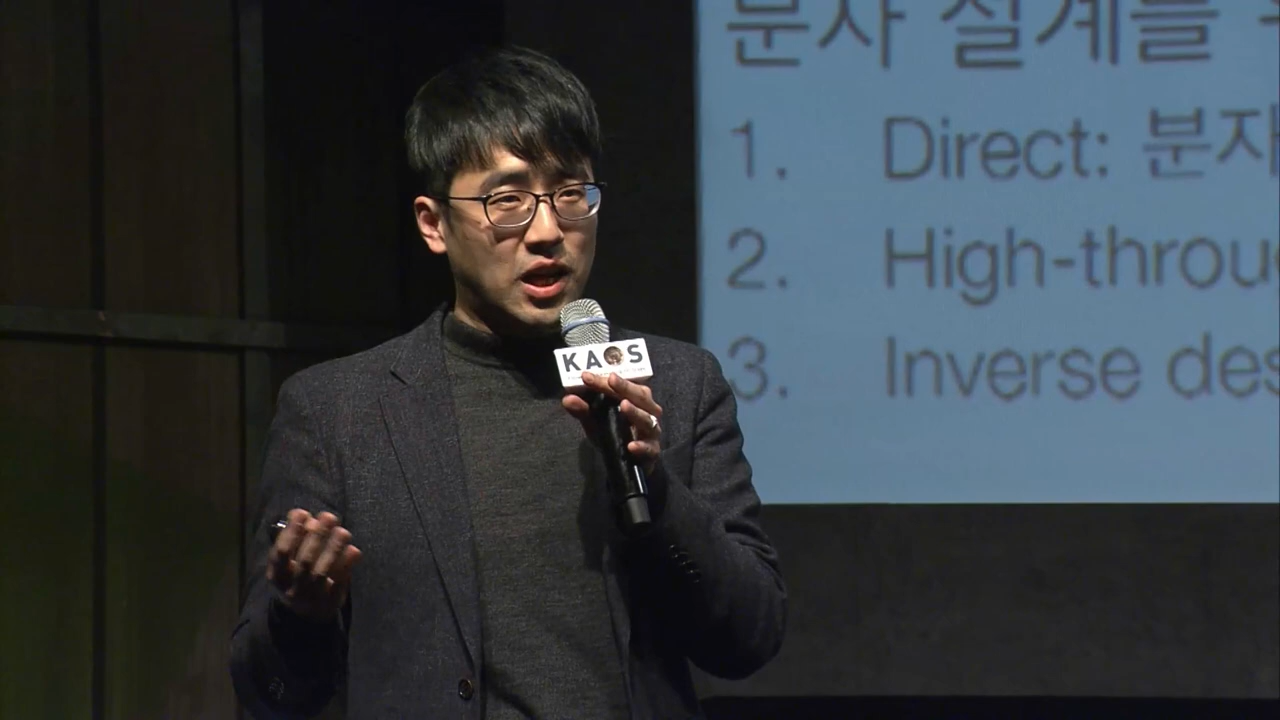 분자 설계를
1. Direct: 분자
2. High-throu
3. Inverse des
KAOS